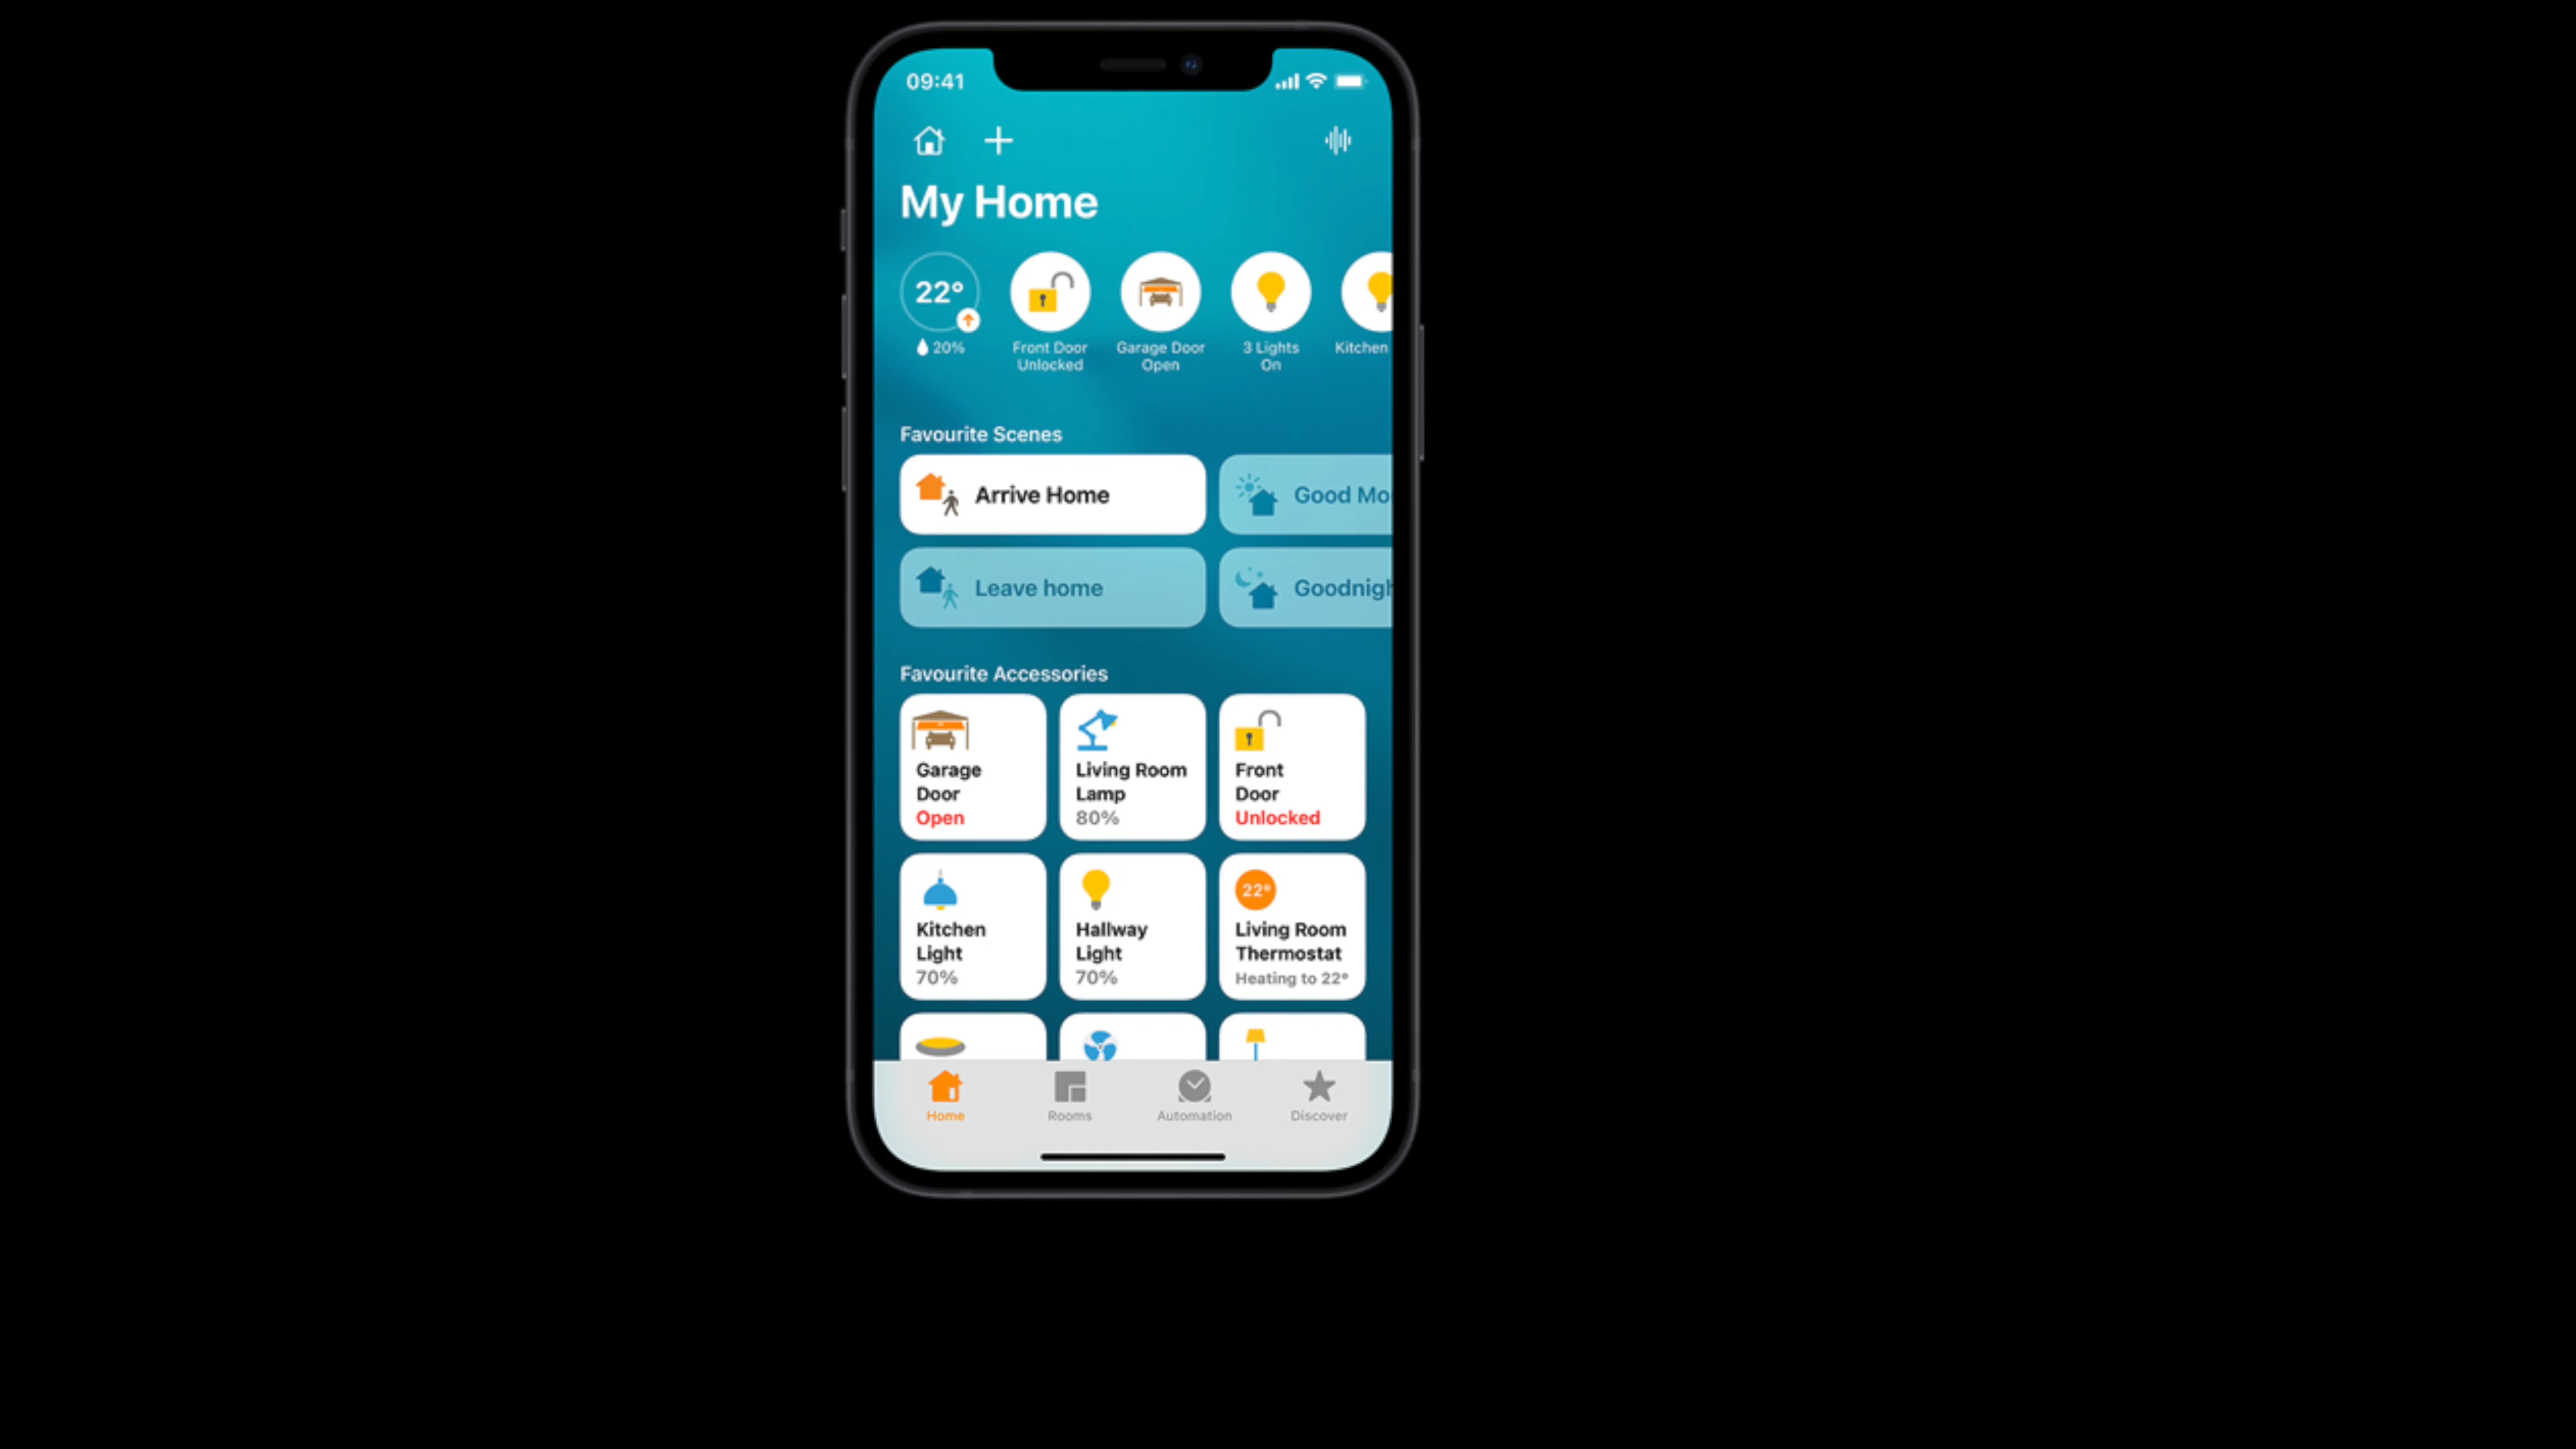 09:41
My Home
22°
20%
Front Door
Unlocked
Garage Door
Open
3 Lights
On
Kitchen
Favourite Scenes
Arrive Home
Good Mo
Leave home
Goodnigh
Favourite Accessories
Garage
Door
Open
Living Room
Lamp
80%
Front
Door
Unlocked
Kitchen
Light
70%
Hallway
Light
70%
22°
Living Room
Thermostat
Heating to 22°
Home
Rooms
Automation
Discover